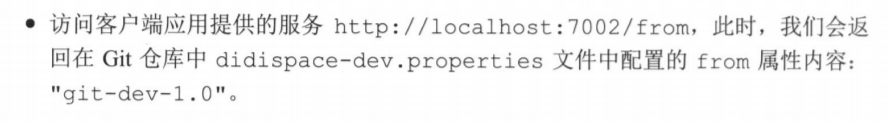 • 访问客户端应用提供的服务 http://localhost:7002/from，此时，我们会返
回在 Git 仓库中 didispace-dev.properties 文件中配置的 from 属性内容：
"git-dev-1.0"。